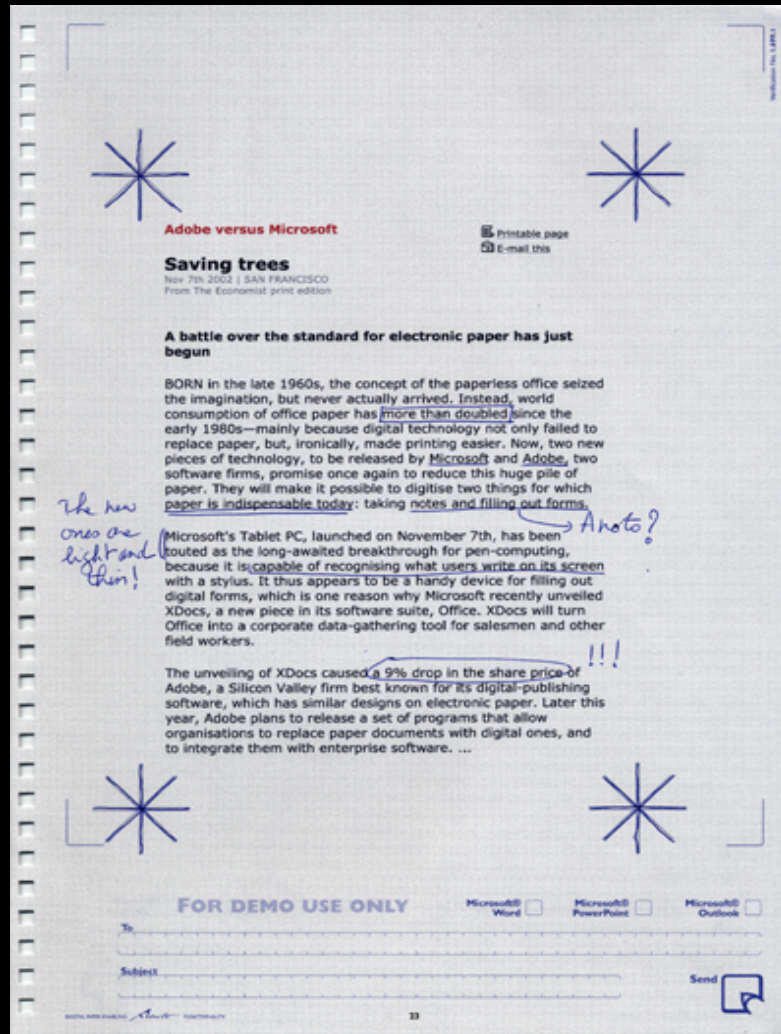 Verification No. 1.499.1
Adobe versus Microsoft
Printable page
E-mail this
Saving trees
Nov 7th 2002 | SAN FRANCISCO
From The Economist print edition
A battle over the standard for electronic paper has just
begun
BORN in the late 1960s, the concept of the paperless office seized
the imagination, but never actually arrived. Instead, world
consumption of office paper has more than doubled since the
early 1980s—mainly because digital technology not only failed to
replace paper, but, ironically, made printing easier. Now, two new
pieces of technology, to be released by Microsoft and Adobe, two
software firms, promise once again to reduce this huge pile of
paper. They will make it possible to digitise two things for which
paper is indispensable today: taking notes and filling out forms.
Anoto?
The new
ones are
light and
thin!
Microsoft's Tablet PC, launched on November 7th, has been
touted as the long-awaited breakthrough for pen-computing,
because it is capable of recognising what users write on its screen
with a stylus. It thus appears to be a handy device for filling out
digital forms, which is one reason why Microsoft recently unveiled
XDocs, a new piece in its software suite, Office. XDocs will turn
Office into a corporate data-gathering tool for salesmen and other
field workers.
!!!
The unveiling of XDocs caused a 9% drop in the share price of
Adobe, a Silicon Valley firm best known for its digital-publishing
software, which has similar designs on electronic paper. Later this
year, Adobe plans to release a set of programs that allow
organisations to replace paper documents with digital ones, and
to integrate them with enterprise software. ...
FOR DEMO USE ONLY
Microsoft®
Word
Microsoft®
PowerPoint
Microsoft®
Outlook
To
Subject
Send
DIGITAL PAPER ENABLING Anoto FUNCTIONALITY
33